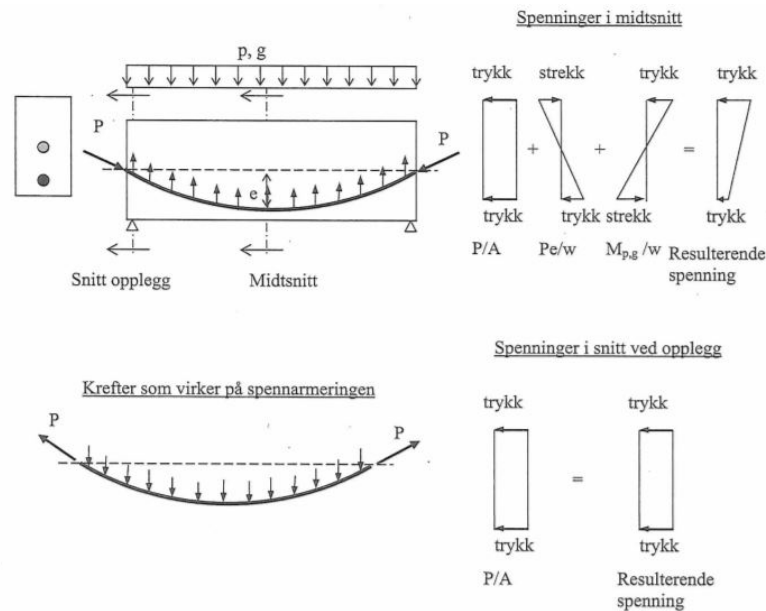 Spenninger i midtsnitt
p, g
trykk strekk trykk trykk
P P
+ + =
e
trykk trykk strekk trykk
P/A Pe/w Mp,g /w Resulterende
spenning
Snitt opplegg Midtsnitt
Spenninger i snitt ved opplegg
Krefter som virker på spennarmeringen
trykk trykk
P P
=
trykk trykk
P/A Resulterende
spenning